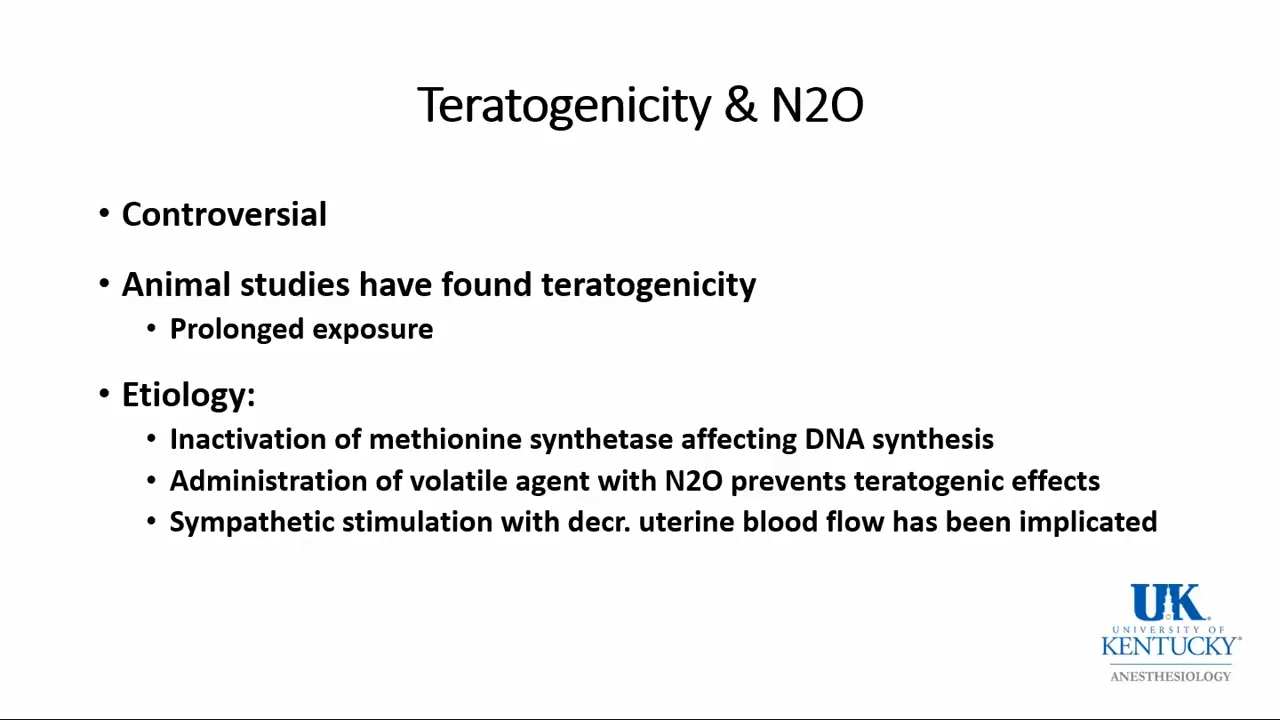 Teratogenicity & N2O
• Controversial
• Animal studies have found teratogenicity
• Prolonged exposure
• Etiology:
• Inactivation of methionine synthetase affecting DNA synthesis
• Administration of volatile agent with N2O prevents teratogenic effects
• Sympathetic stimulation with decr. uterine blood flow has been implicated
UK
UNIVERSITY OF
KENTUCKY
ANESTHESIOLOGY